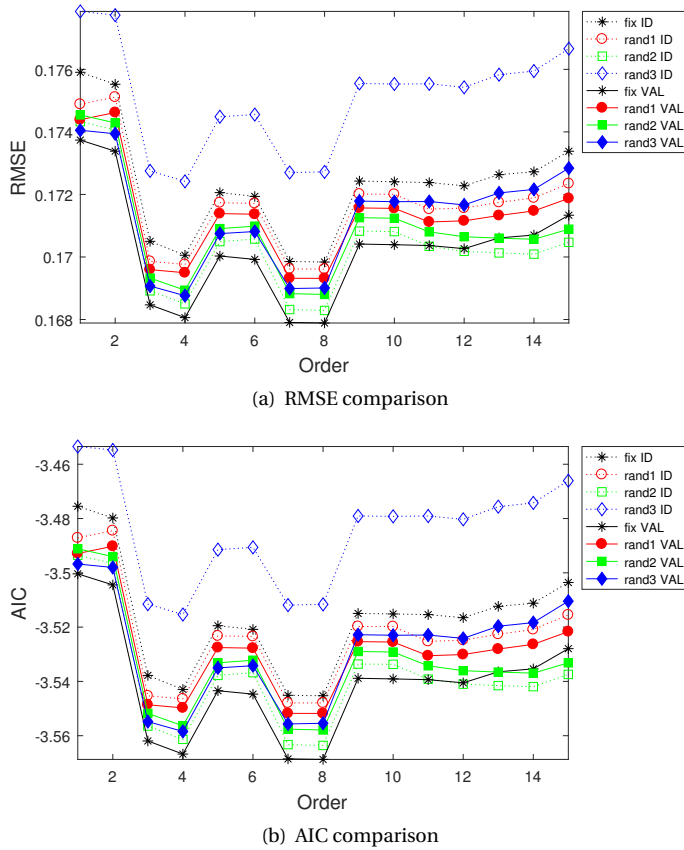 0.176
0.174
0.172
0.17
0.168
RMSE
2 4 6 8 10 12 14
Order
fix ID
rand1 ID
rand2 ID
rand3 ID
fix VAL
rand1 VAL
rand2 VAL
rand3 VAL
(a) RMSE comparison
-3.46
-3.48
-3.5
-3.52
-3.54
-3.56
AIC
2 4 6 8 10 12 14
Order
fix ID
rand1 ID
rand2 ID
rand3 ID
fix VAL
rand1 VAL
rand2 VAL
rand3 VAL
(b) AIC comparison